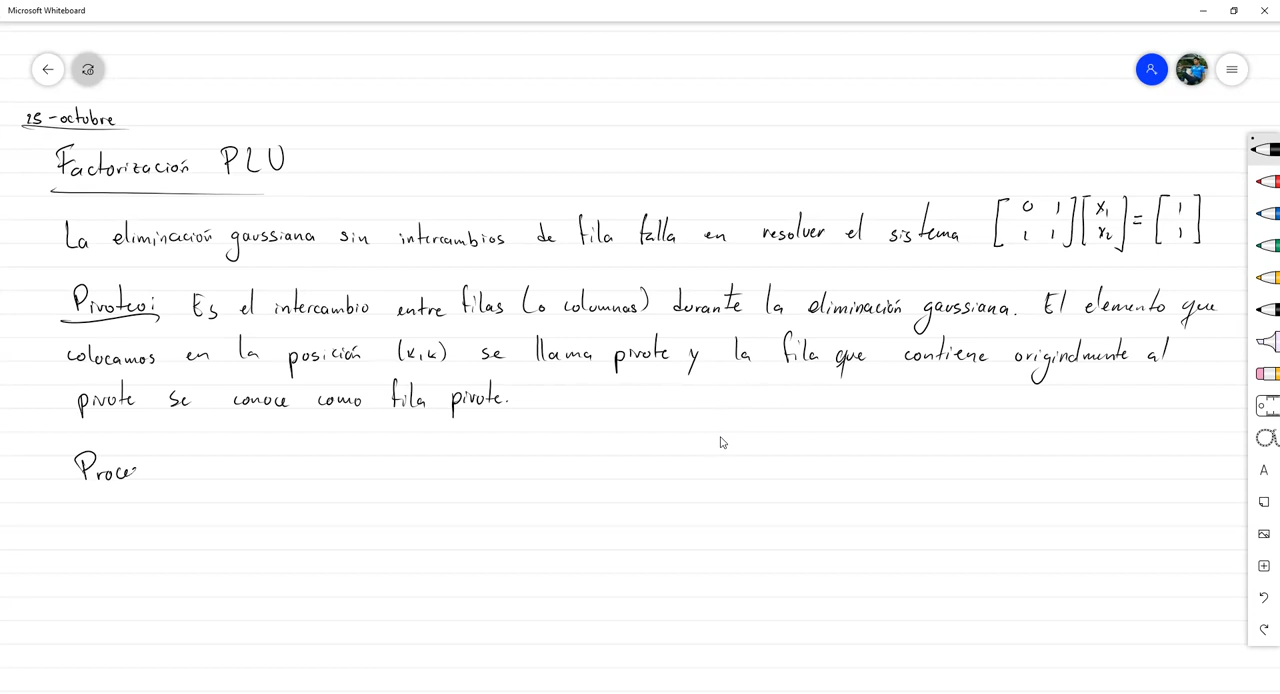 Microsoft Whiteboard
25-octubre
Factorización PLU
La eliminación gaussiana sin intercambios de fila falla en resolver el sistema [0 1; 1 1][x₁; x₂]=[1; 1]
Pivoteo: Es el intercambio entre filas (o columnas) durante la eliminación gaussiana. El elemento que
colocamos en la posición (k,k) se llama pivote y la fila que contiene originalmente al
pivote se conoce como fila pivote.
Proce
A